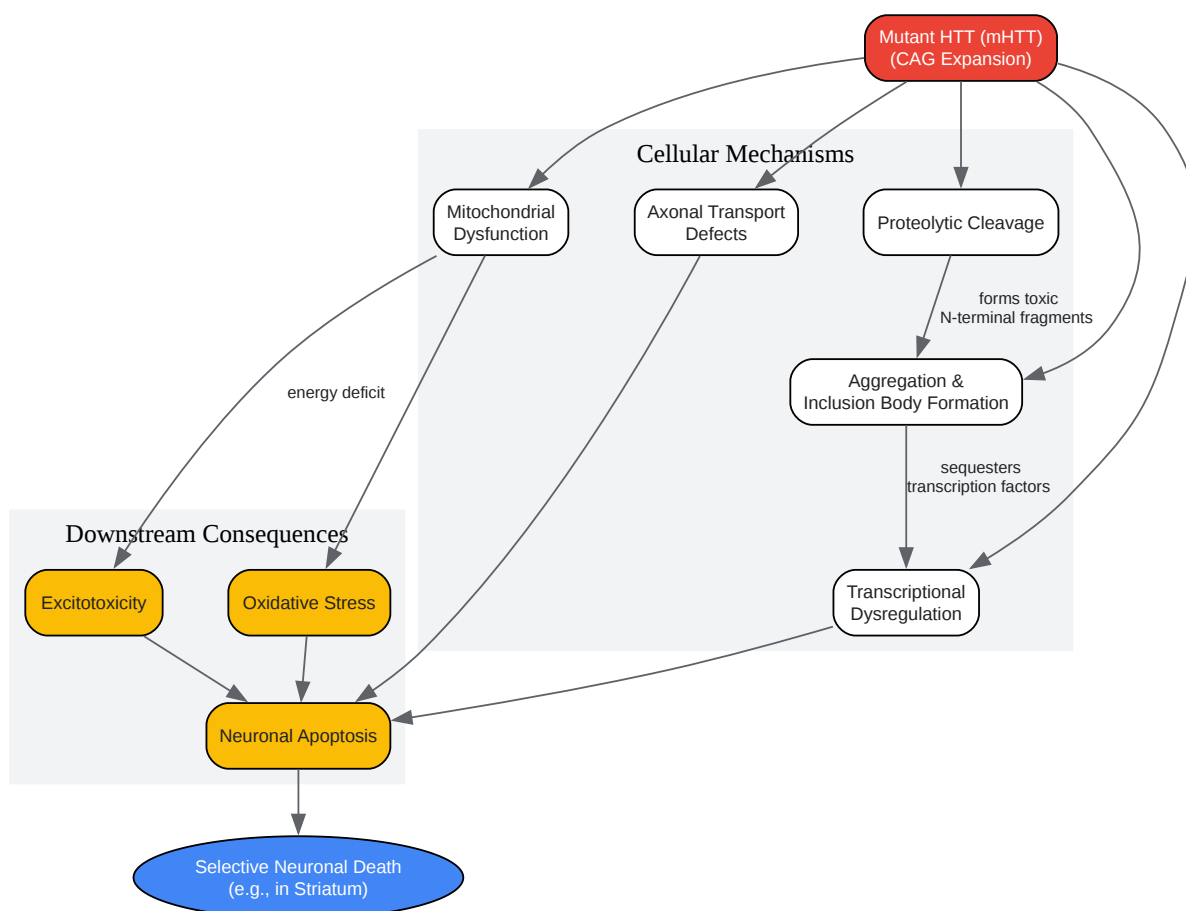 Mutant HTT (mHTT)
(CAG Expansion)
Cellular Mechanisms
Mitochondrial
Dysfunction
Axonal Transport
Defects
Proteolytic Cleavage
forms toxic
N-terminal fragments
energy deficit
Aggregation &
Inclusion Body Formation
sequesters
transcription factors
Downstream Consequences
Excitotoxicity
Oxidative Stress
Transcriptional
Dysregulation
Neuronal Apoptosis
Selective Neuronal Death
(e.g., in Striatum)